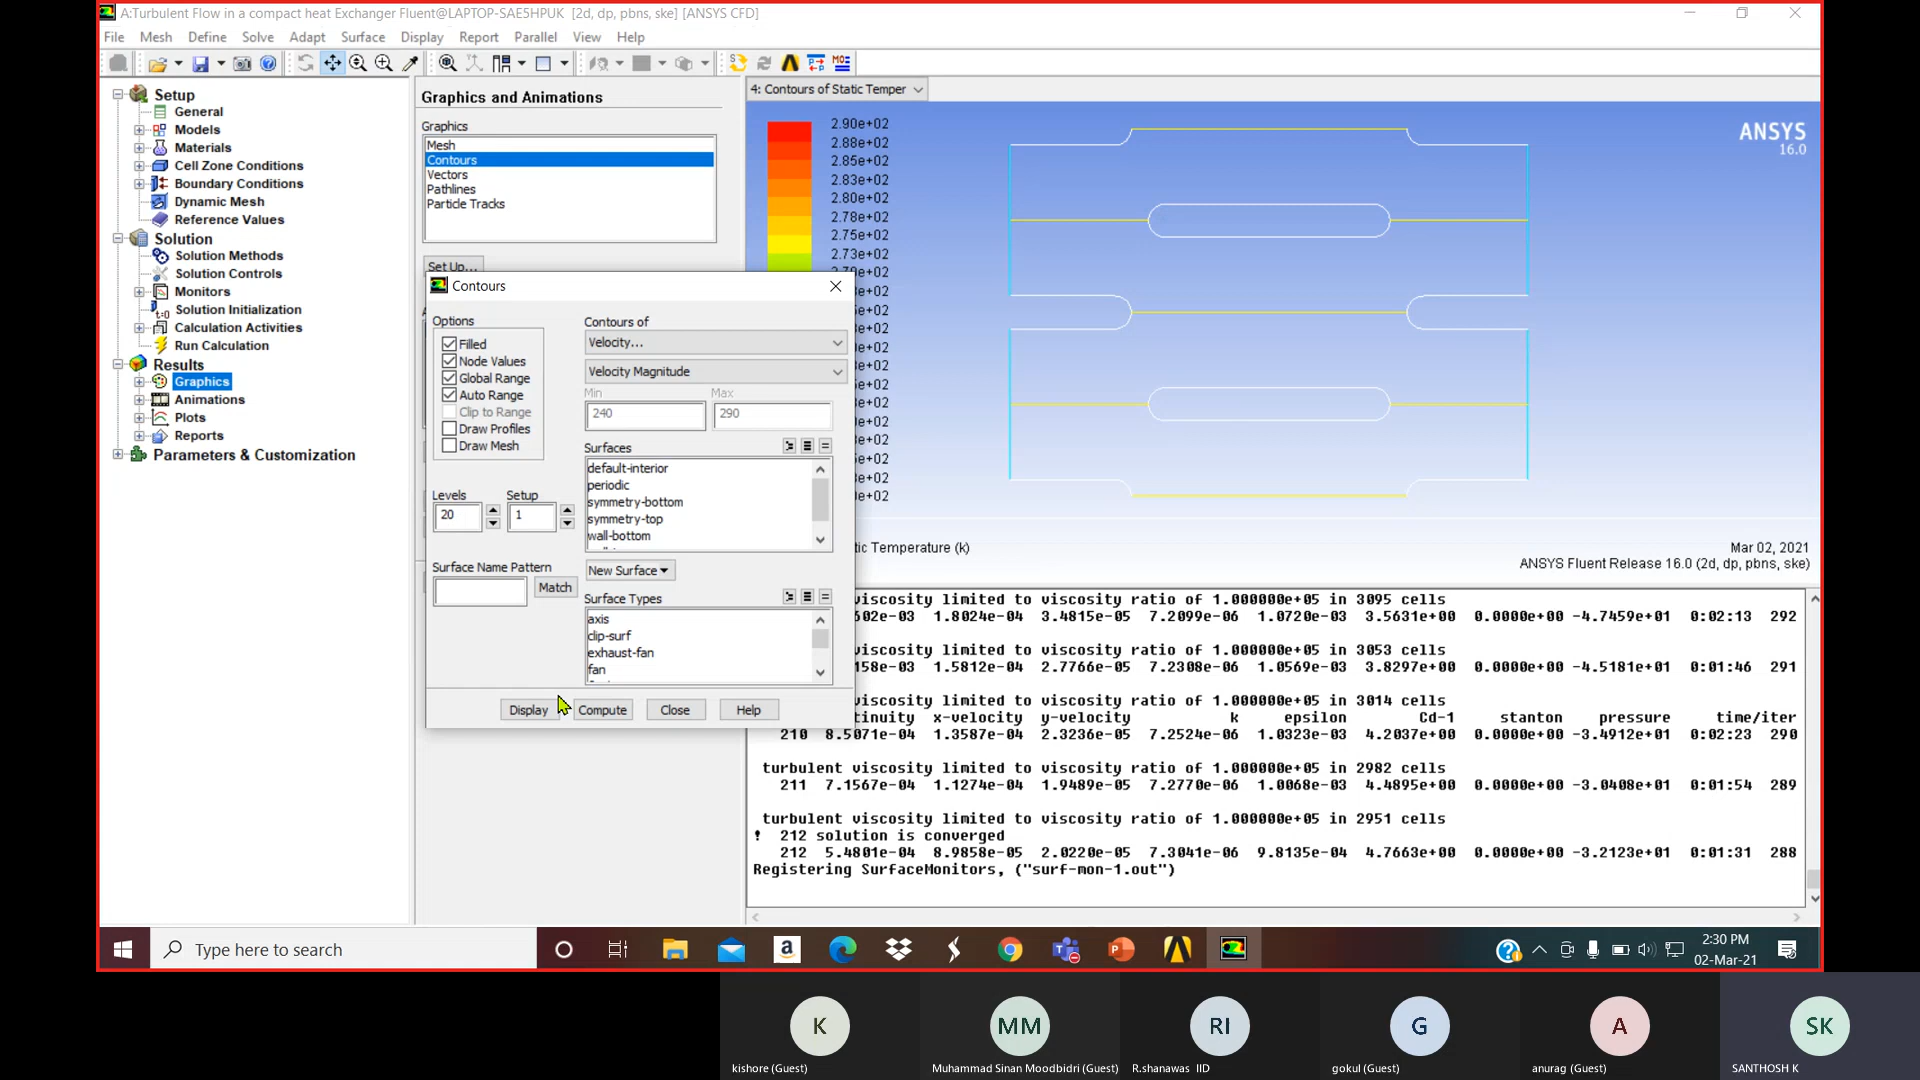 A:Turbulent Flow in a compact heat Exchanger Fluent@LAPTOP-SAE5HPUK [2d, dp, pbns, ske] [ANSYS CFD]
File Mesh Define Solve Adapt Surface Display Report Parallel View Help
Setup
General
Models
Materials
Cell Zone Conditions
Boundary Conditions
Dynamic Mesh
Reference Values
Solution
Solution Methods
Solution Controls
Monitors
Solution Initialization
Calculation Activities
Run Calculation
Results
Graphics
Animations
Plots
Reports
Parameters & Customization
Graphics and Animations
Graphics
Mesh
Contours
Vectors
Pathlines
Particle Tracks
Set Up...
Contours
Options
Filled
Node Values
Global Range
Auto Range
Clip to Range
Draw Profiles
Draw Mesh
Levels Setup
20 1
Surface Name Pattern
Match
Contours of
Velocity...
Velocity Magnitude
Min Max
240 290
Surfaces
default-interior
periodic
symmetry-bottom
symmetry-top
wall-bottom
New Surface
Surface Types
axis
clip-surf
exhaust-fan
fan
Display Compute Close Help
4: Contours of Static Temper
2.90e+02
2.88e+02
2.85e+02
2.83e+02
2.80e+02
2.78e+02
2.75e+02
2.73e+02
e+02
e+02
e+02
e+02
e+02
e+02
e+02
e+02
e+02
e+02
e+02
e+02
ANSYS
16.0
tic Temperature (k)
Mar 02, 2021
ANSYS Fluent Release 16.0 (2d, dp, pbns, ske)
viscosity limited to viscosity ratio of 1.000000e+05 in 3095 cells
602e-03 1.8024e-04 3.4815e-05 7.2099e-06 1.0720e-03 3.5631e+00 0.0000e+00 -4.7459e+01 0:02:13 292
viscosity limited to viscosity ratio of 1.000000e+05 in 3053 cells
158e-03 1.5812e-04 2.7766e-05 7.2308e-06 1.0569e-03 3.8297e+00 0.0000e+00 -4.5181e+01 0:01:46 291
viscosity limited to viscosity ratio of 1.000000e+05 in 3014 cells
tinuity x-velocity y-velocity k epsilon Cd-1 stanton pressure time/iter
210 8.5071e-04 1.3587e-04 2.3236e-05 7.2524e-06 1.0323e-03 4.2037e+00 0.0000e+00 -3.4912e+01 0:02:23 290
turbulent viscosity limited to viscosity ratio of 1.000000e+05 in 2982 cells
211 7.1567e-04 1.1274e-04 1.9489e-05 7.2770e-06 1.0068e-03 4.4895e+00 0.0000e+00 -3.0408e+01 0:01:54 289
turbulent viscosity limited to viscosity ratio of 1.000000e+05 in 2951 cells
! 212 solution is converged
212 5.4801e-04 8.9858e-05 2.0220e-05 7.3041e-06 9.8135e-04 4.7663e+00 0.0000e+00 -3.2123e+01 0:01:31 288
Registering SurfaceMonitors, ("surf-mon-1.out")
Type here to search
2:30 PM
02-Mar-21
K MM RI G A SK
kishore (Guest) Muhammad Sinan Moodbidri (Guest) R.shanawas IID gokul (Guest) anurag (Guest) SANTHOSH K